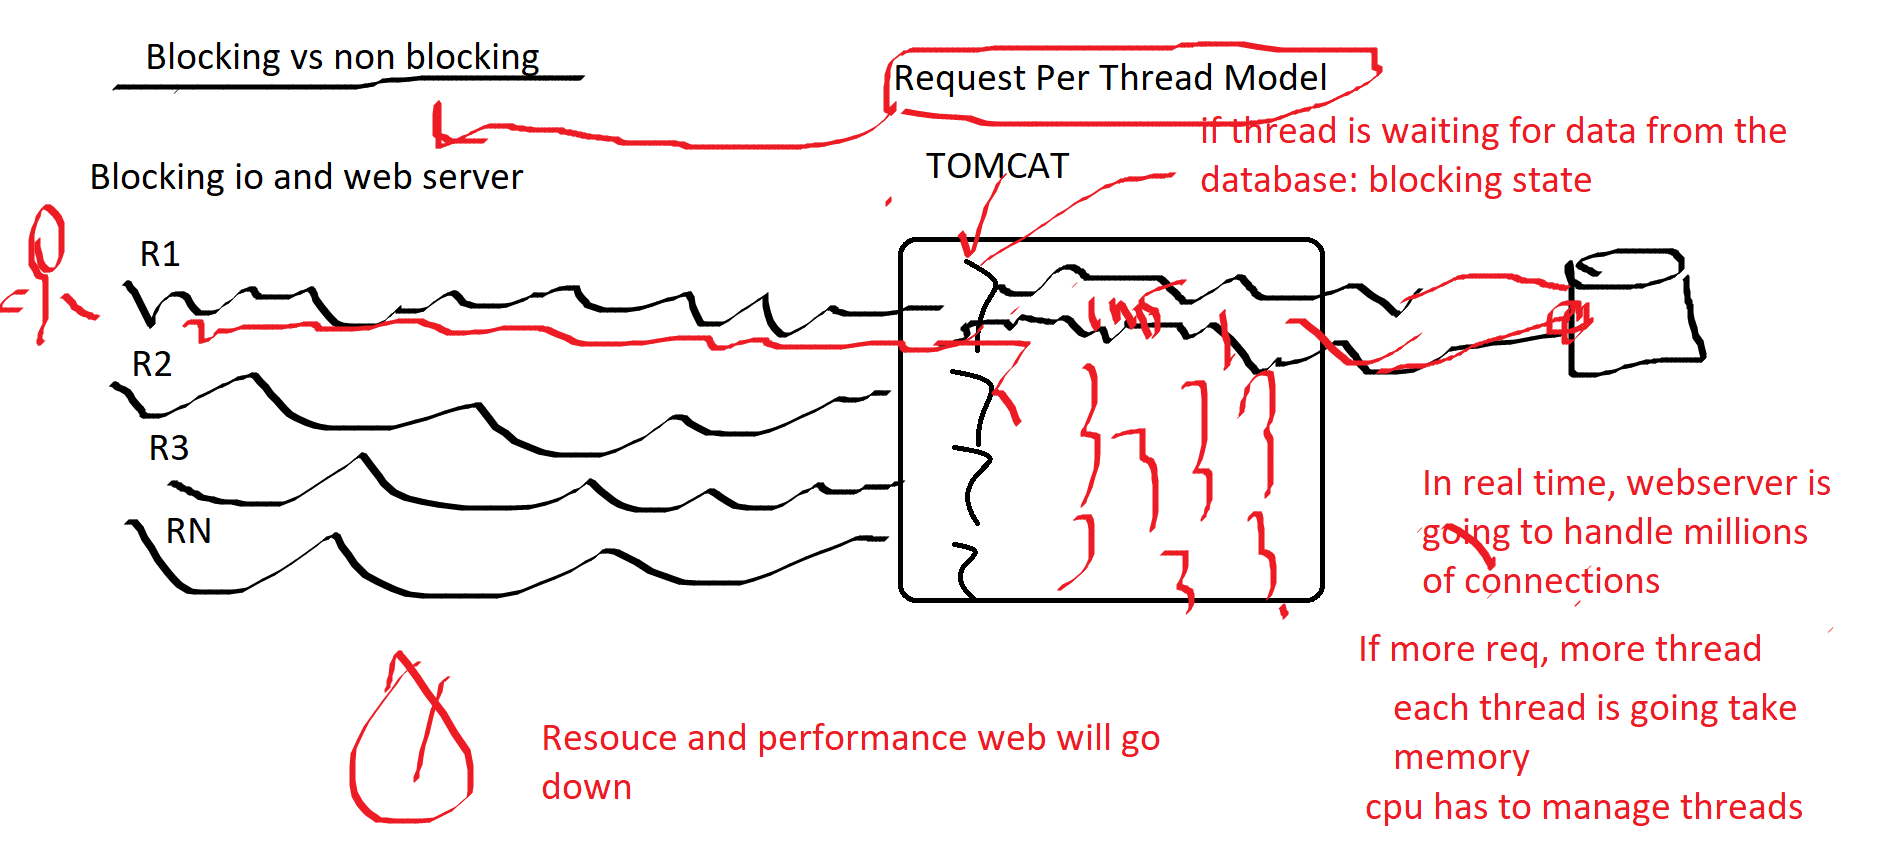 Blocking vs non blocking
Request Per Thread Model
if thread is waiting for data from the
database: blocking state
TOMCAT
Blocking io and web server
R1
R2
R3
RN
In real time, webserver is
going to handle millions
of connections
If more req, more thread
each thread is going take
memory
cpu has to manage threads
Resouce and performance web will go
down